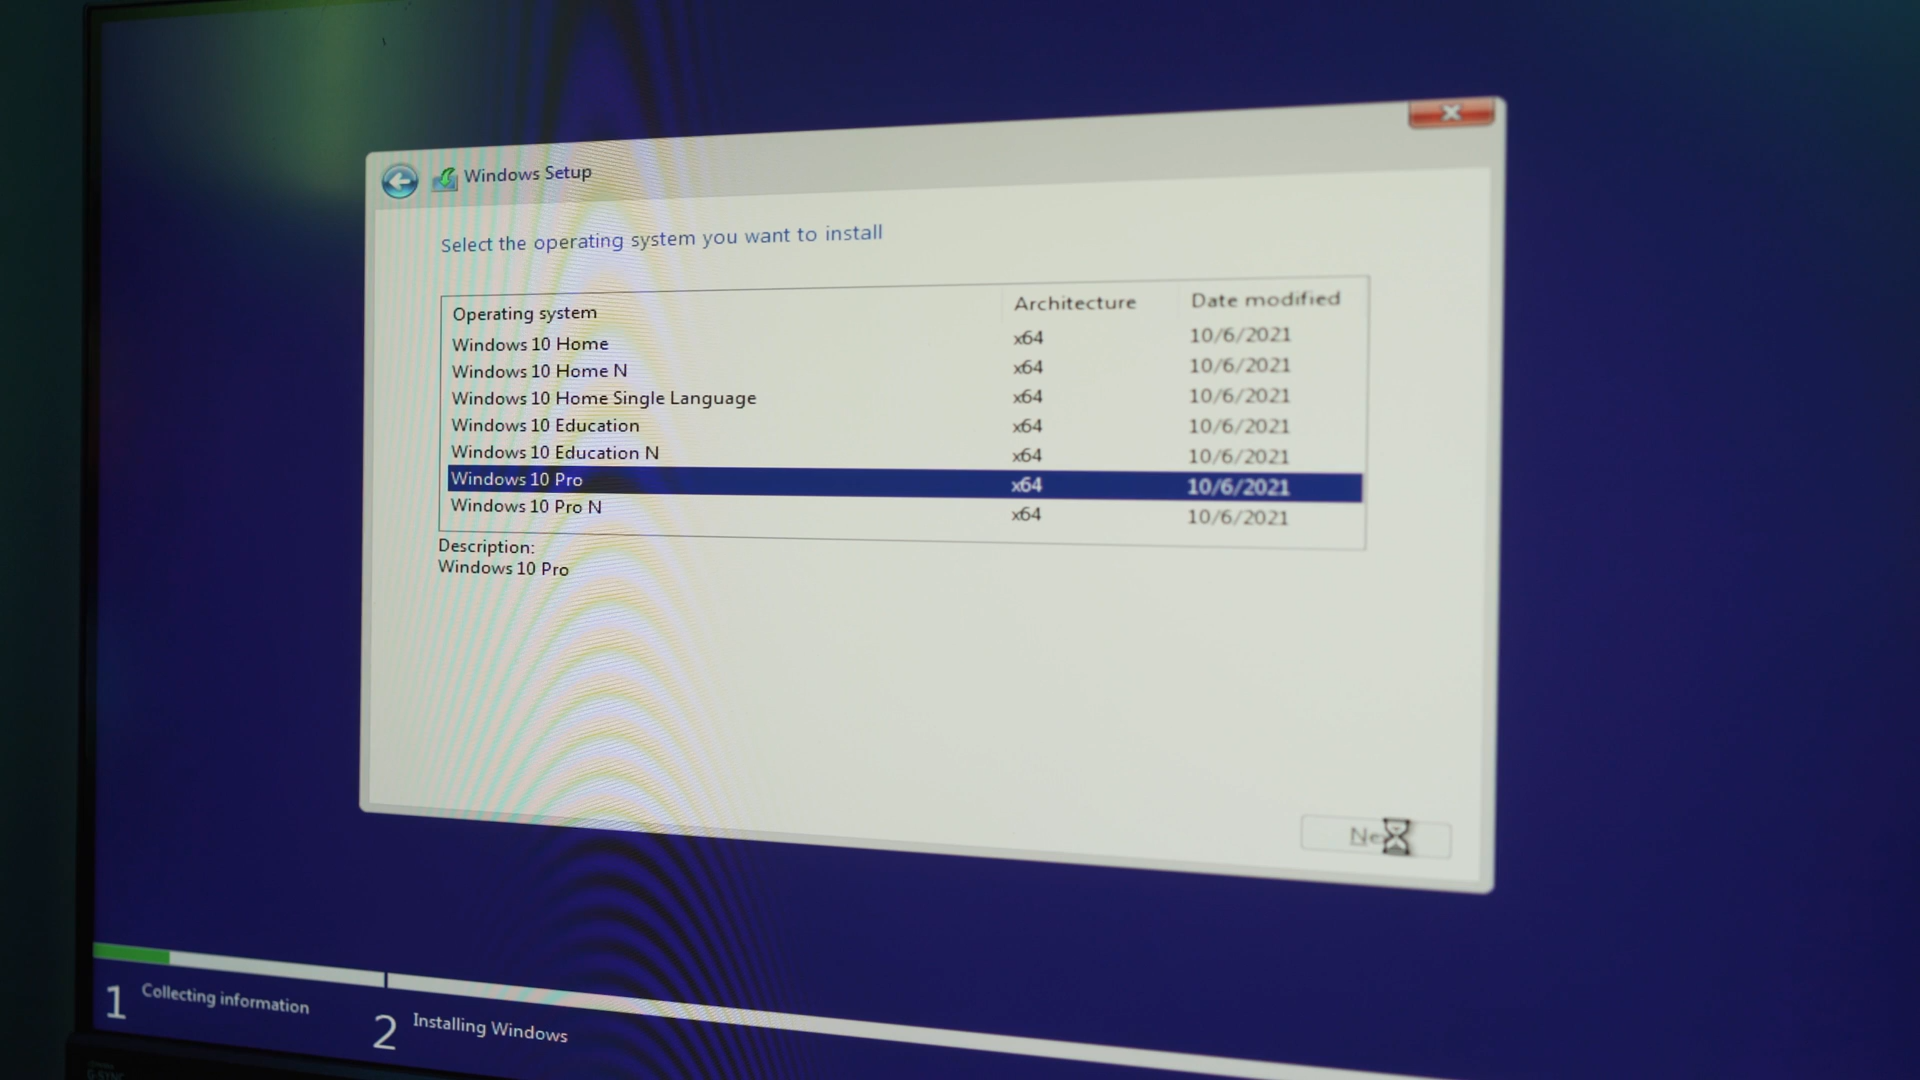 Windows Setup
Select the operating system you want to install
Operating system Architecture Date modified
Windows 10 Home x64 10/6/2021
Windows 10 Home N x64 10/6/2021
Windows 10 Home Single Language x64 10/6/2021
Windows 10 Education x64 10/6/2021
Windows 10 Education N x64 10/6/2021
Windows 10 Pro x64 10/6/2021
Windows 10 Pro N x64 10/6/2021
Description:
Windows 10 Pro
1 Collecting information
2 Installing Windows
G-SYNC